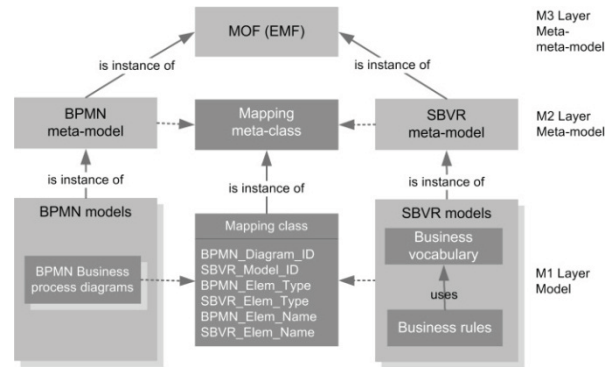 MOF (EMF)
M3 Layer
Meta-
meta-model
is instance of
is instance of
BPMN
meta-model
Mapping
meta-class
SBVR
meta-model
M2 Layer
Meta-model
is instance of
is instance of
is instance of
BPMN models
BPMN Business
process diagrams
Mapping class
BPMN_Diagram_ID
SBVR_Model_ID
BPMN_Elem_Type
SBVR_Elem_Type
BPMN_Elem_Name
SBVR_Elem_Name
SBVR models
Business
vocabulary
uses
Business rules
M1 Layer
Model